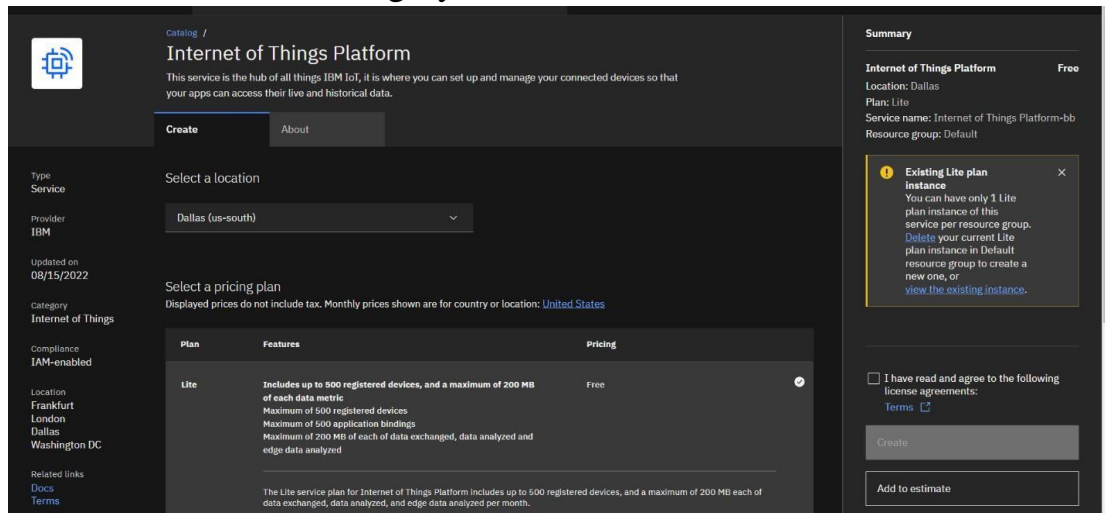 Catalog /
Internet of Things Platform
This service is the hub of all things IBM IoT, it is where you can set up and manage your connected devices so that
your apps can access their live and historical data.
Create
About
Type
Service
Provider
IBM
Updated on
08/15/2022
Category
Internet of Things
Compliance
IAM-enabled
Location
Frankfurt
London
Dallas
Washington DC
Related links
Docs
Terms
Select a location
Dallas (us-south)
Select a pricing plan
Displayed prices do not include tax. Monthly prices shown are for country or location: United States
Plan Features Pricing
Lite Includes up to 500 registered devices, and a maximum of 200 MB Free
of each data metric
Maximum of 500 registered devices
Maximum of 500 application bindings
Maximum of 200 MB of each of data exchanged, data analyzed and
edge data analyzed
The Lite service plan for Internet of Things Platform includes up to 500 registered devices, and a maximum of 200 MB each of
data exchanged, data analyzed, and edge data analyzed per month.
Summary
Internet of Things Platform Free
Location: Dallas
Plan: Lite
Service name: Internet of Things Platform-bb
Resource group: Default
Existing Lite plan
instance
You can have only 1 Lite
plan instance of this
service per resource group.
Delete your current Lite
plan instance in Default
resource group to create a
new one, or
view the existing instance.
I have read and agree to the following
license agreements:
Terms
Create
Add to estimate